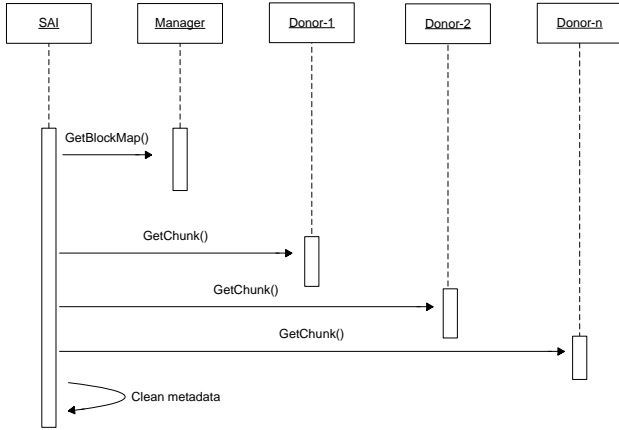 SAI
Manager
Donor-1
Donor-2
Donor-n
GetBlockMap()
GetChunk()
GetChunk()
GetChunk()
Clean metadata